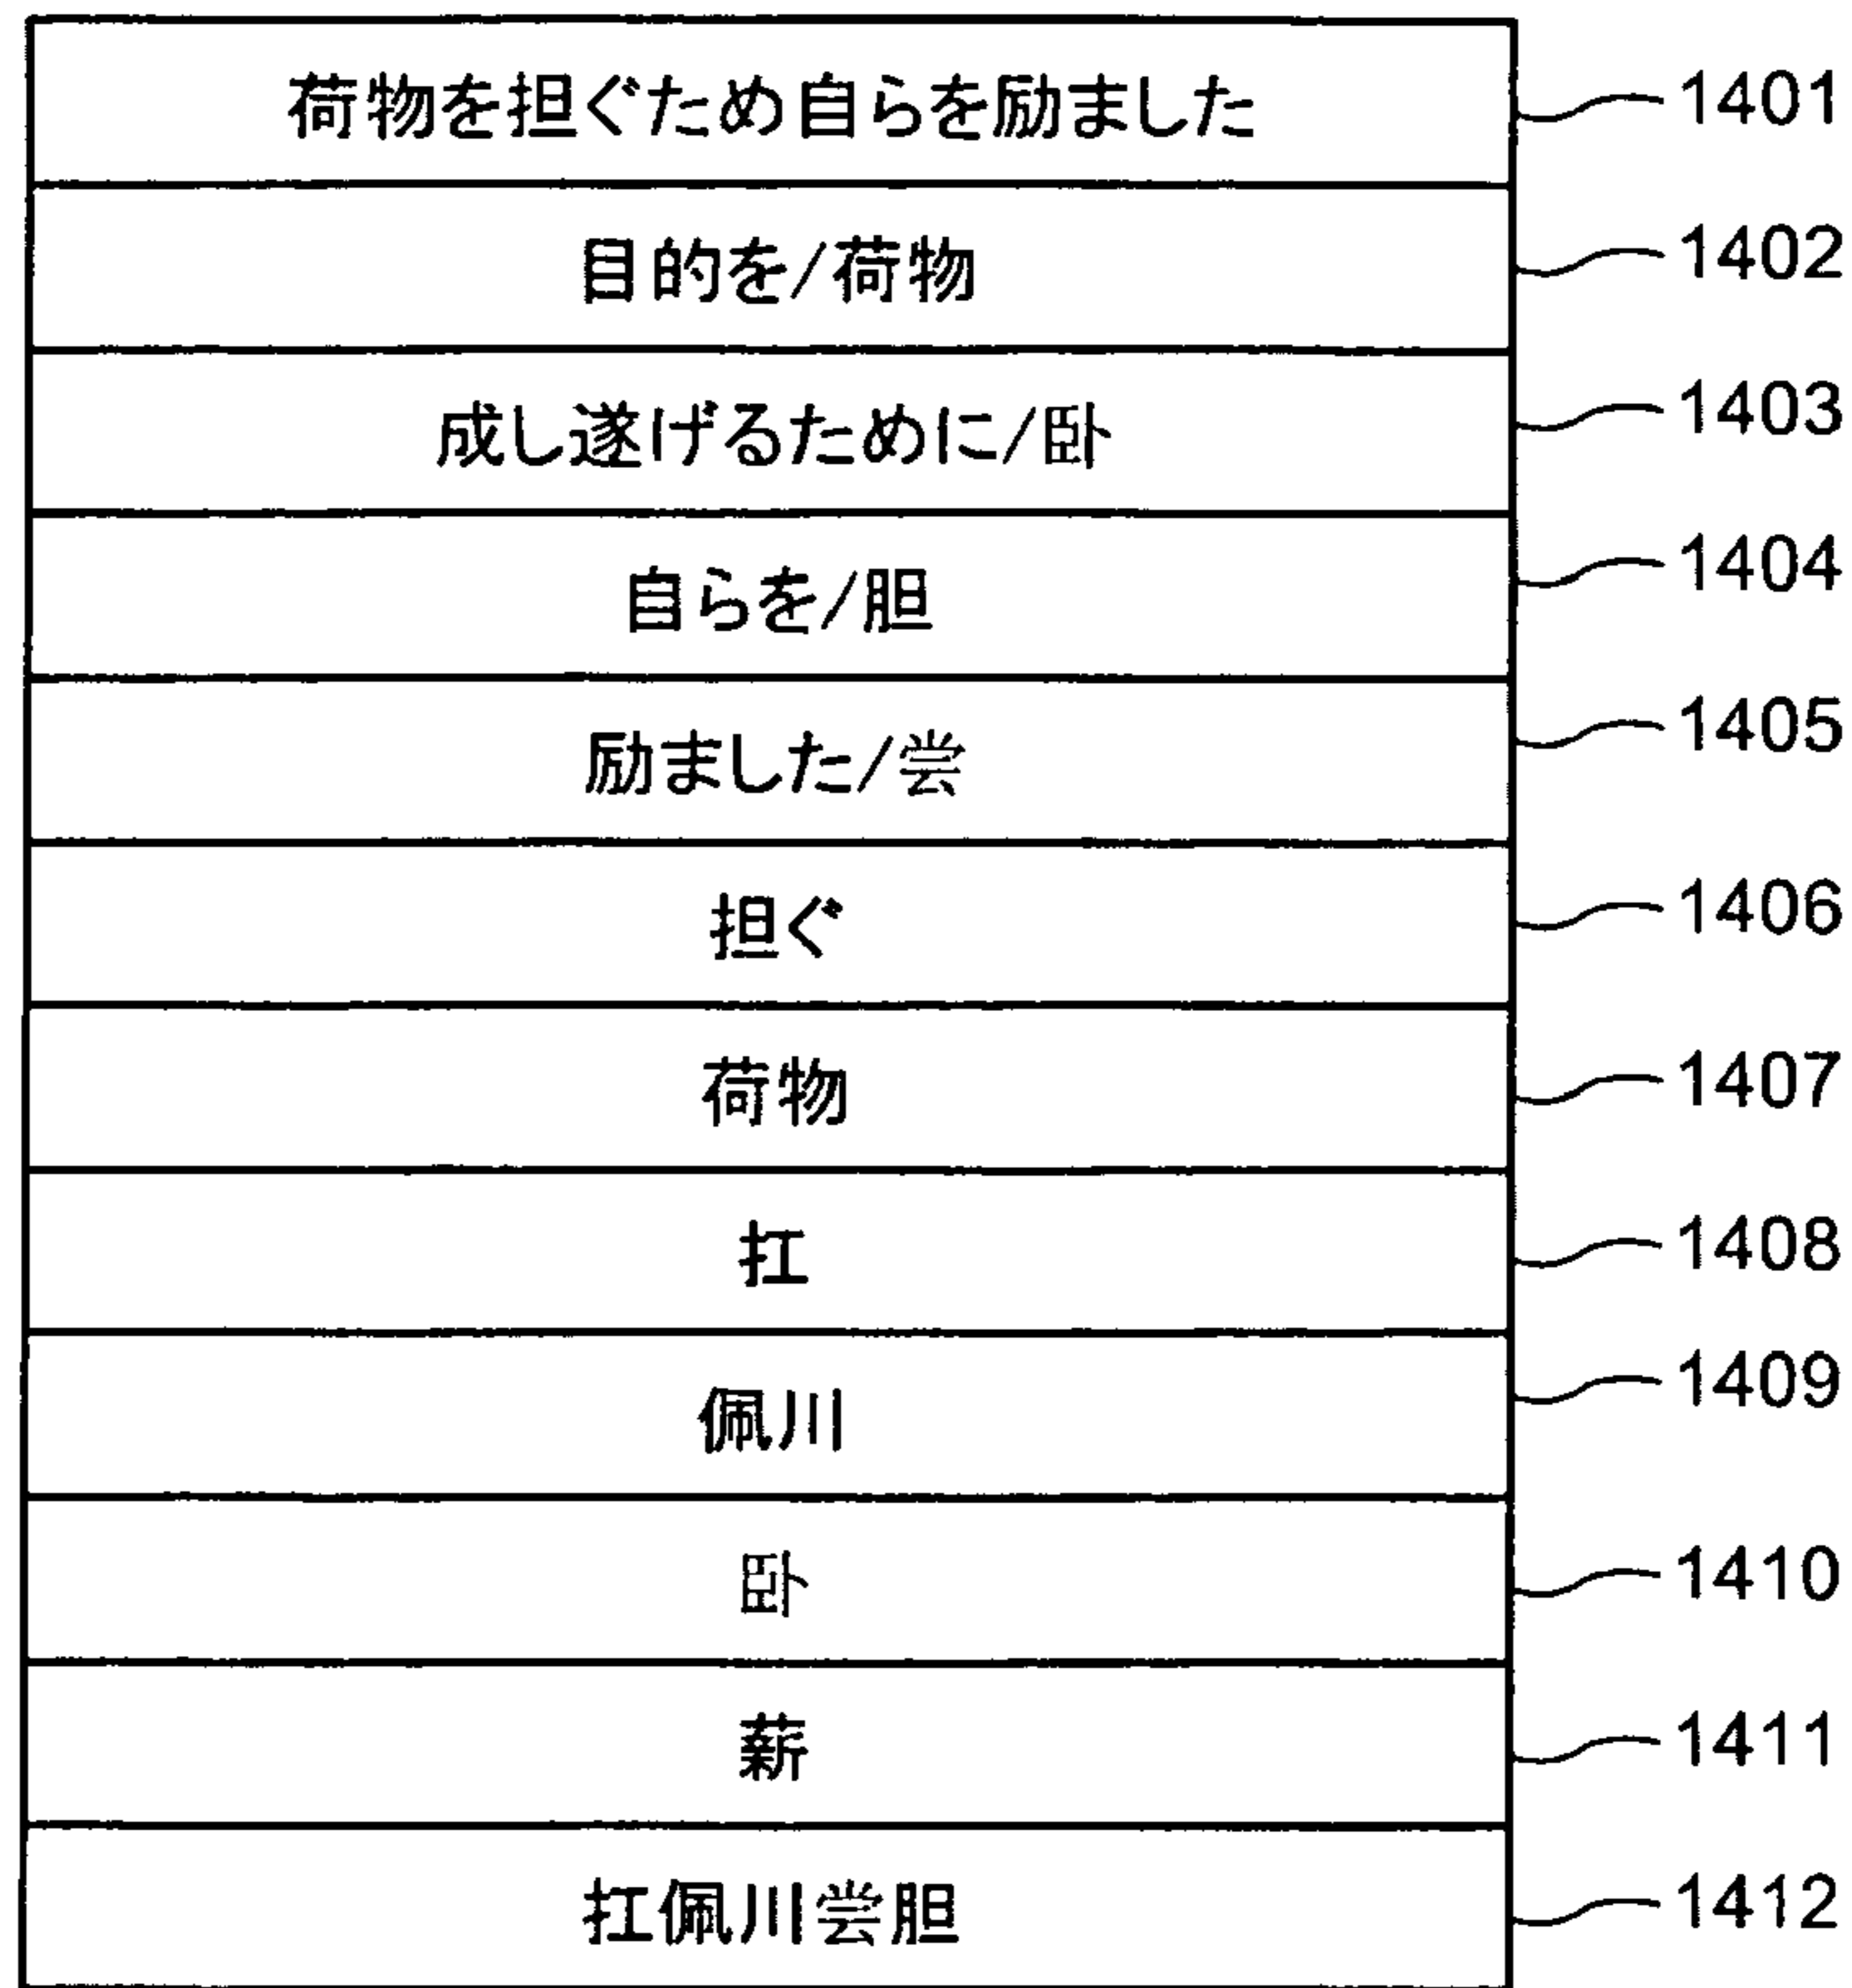 荷物を担ぐため自らを励ました 1401
目的を/荷物 1402
成し遂げるために/卧 1403
自らを/胆 1404
励ました/尝 1405
担ぐ 1406
荷物 1407
扛 1408
佩川 1409
卧 1410
薪 1411
扛佩川尝胆 1412